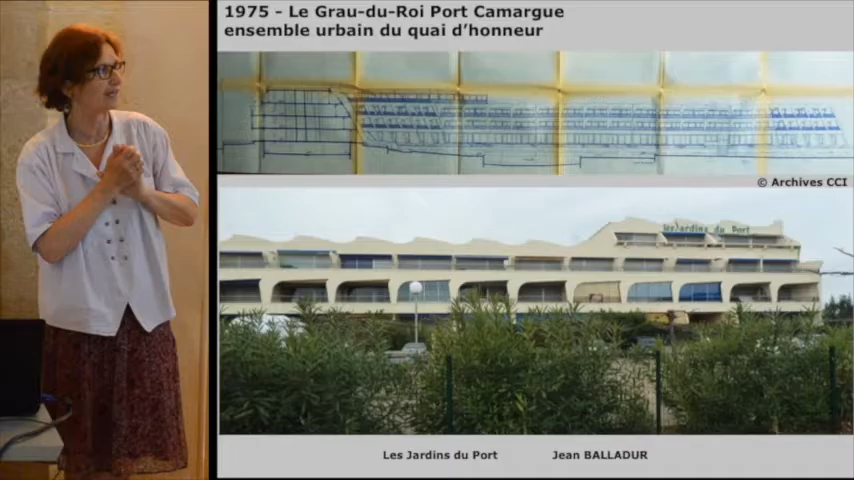 1975 - Le Grau-du-Roi Port Camargue
ensemble urbain du quai d'honneur
© Archives CCI
les Jardins du Port
Les Jardins du Port
Jean BALLADUR